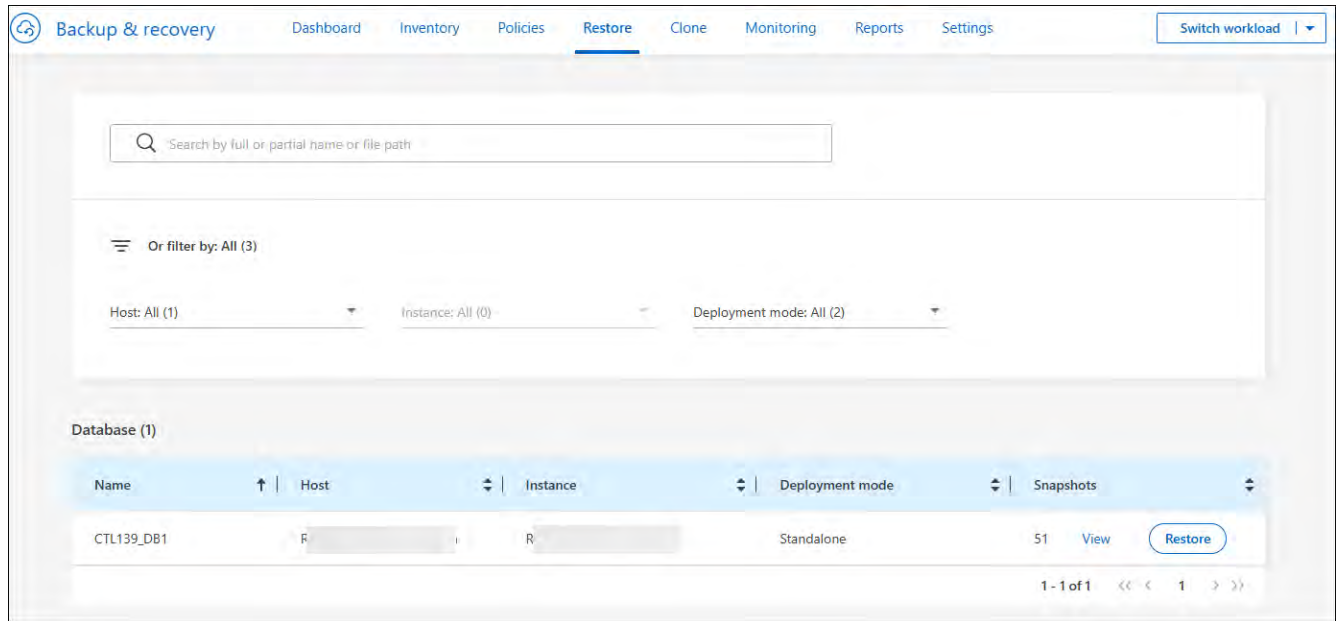 Backup & recovery Dashboard Inventory Policies Restore Clone Monitoring Reports Settings Switch workload
Search by full or partial name or file path
Or filter by: All (3)
Host: All (1) Instance: All (0) Deployment mode: All (2)
Database (1)
Name Host Instance Deployment mode Snapshots
CTL139_DB1 R R Standalone 51 View Restore
1 - 1 of 1 << < 1 > >>